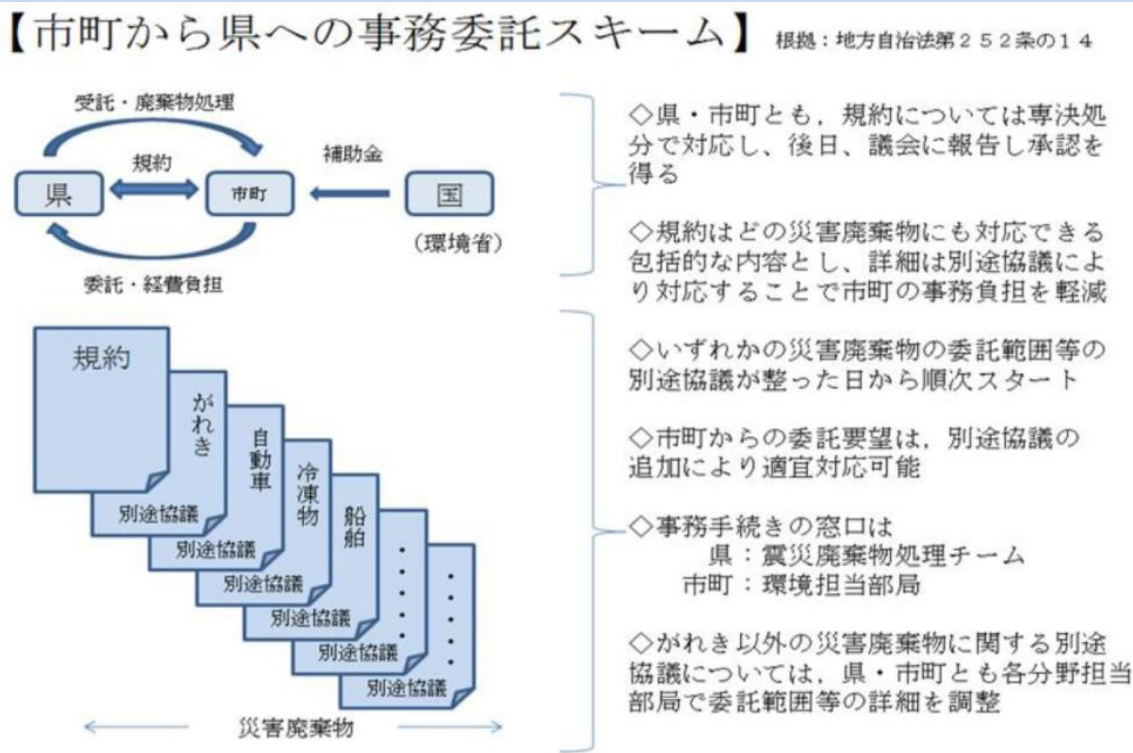 【市町から県への事務委託スキーム】 根拠：地方自治法第２５２条の１４
受託・廃棄物処理
規約
補助金
県
市町
国
（環境省）
委託・経費負担
◇県・市町とも，規約については専決処
分で対応し、後日、議会に報告し承認を
得る
◇規約はどの災害廃棄物にも対応できる
包括的な内容とし、詳細は別途協議によ
り対応することで市町の事務負担を軽減
規約
がれき
別途協議
自動車
別途協議
冷凍物
別途協議
船舶
別途協議
・・・・
別途協議
・・・・・
別途協議
災害廃棄物
◇いずれかの災害廃棄物の委託範囲等の
別途協議が整った日から順次スタート
◇市町からの委託要望は，別途協議の
追加により適宜対応可能
◇事務手続きの窓口は
県：震災廃棄物処理チーム
市町：環境担当部局
◇がれき以外の災害廃棄物に関する別途
協議については，県・市町とも各分野担当
部局で委託範囲等の詳細を調整